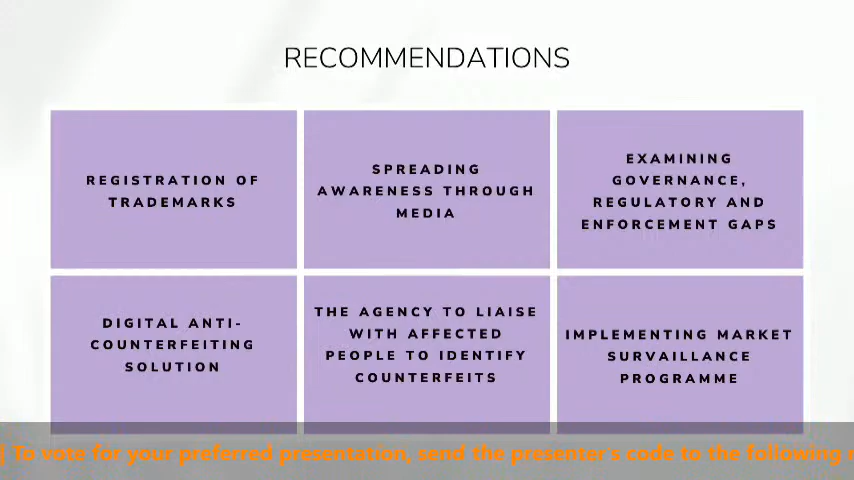 RECOMMENDATIONS
REGISTRATION OF
TRADEMARKS
SPREADING
AWARENESS THROUGH
MEDIA
EXAMINING
GOVERNANCE,
REGULATORY AND
ENFORCEMENT GAPS
DIGITAL ANTI-
COUNTERFEITING
SOLUTION
THE AGENCY TO LIAISE
WITH AFFECTED
PEOPLE TO IDENTIFY
COUNTERFEITS
IMPLEMENTING MARKET
SURVAILLANCE
PROGRAMME
To vote for your preferred presentation, send the presenter's code to the following